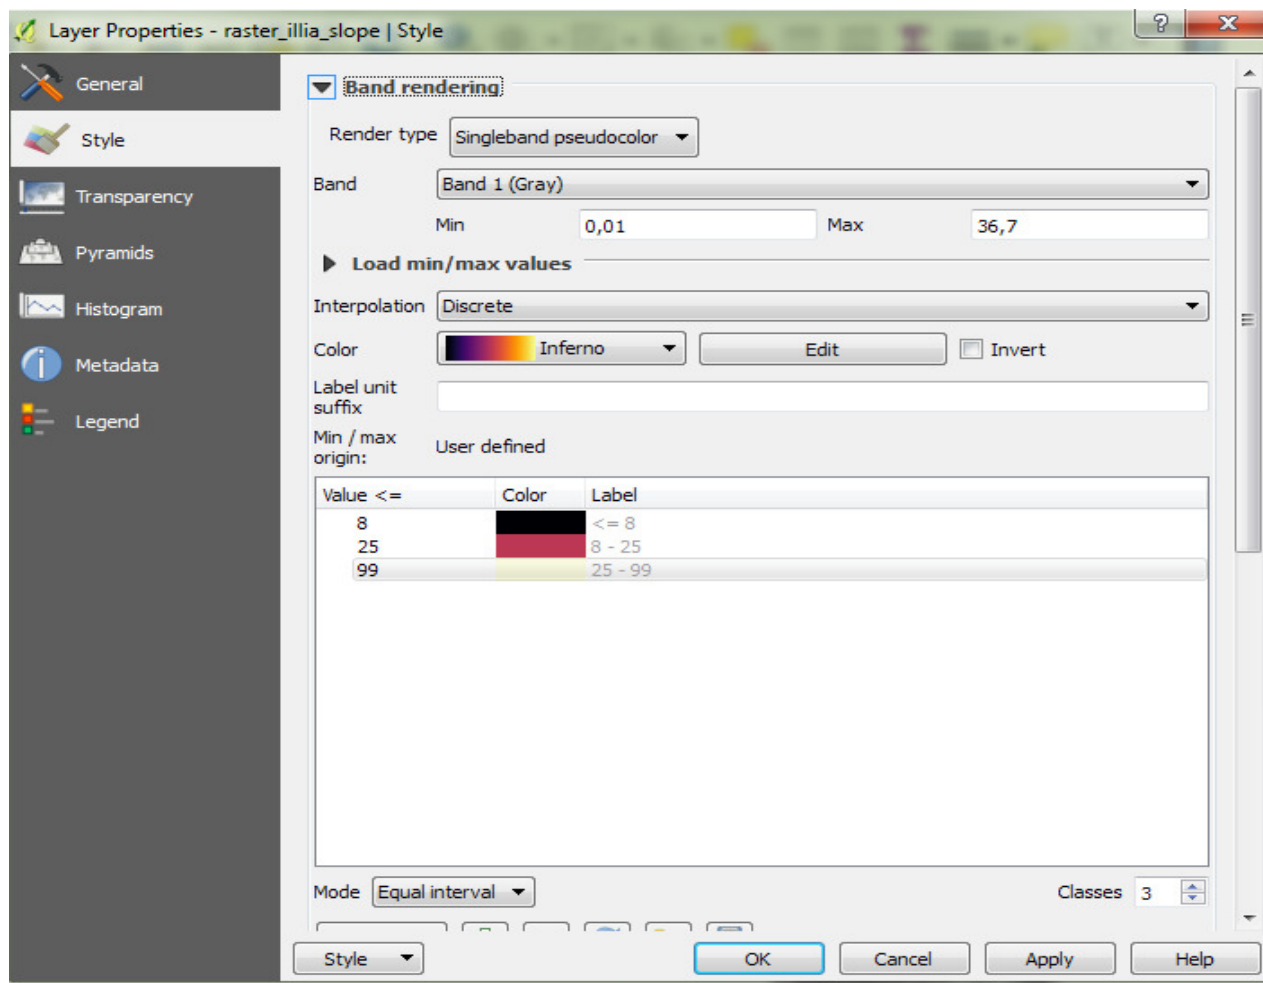 Layer Properties - raster_illia_slope | Style
General
Style
Transparency
Pyramids
Histogram
Metadata
Legend
Band rendering
Render type Singleband pseudocolor
Band Band 1 (Gray)
Min 0,01 Max 36,7
Load min/max values
Interpolation Discrete
Color Inferno Edit Invert
Label unit
suffix
Min / max
origin: User defined
Value <= Color Label
8 <= 8
25 8 - 25
99 25 - 99
Mode Equal interval Classes 3
Style OK Cancel Apply Help